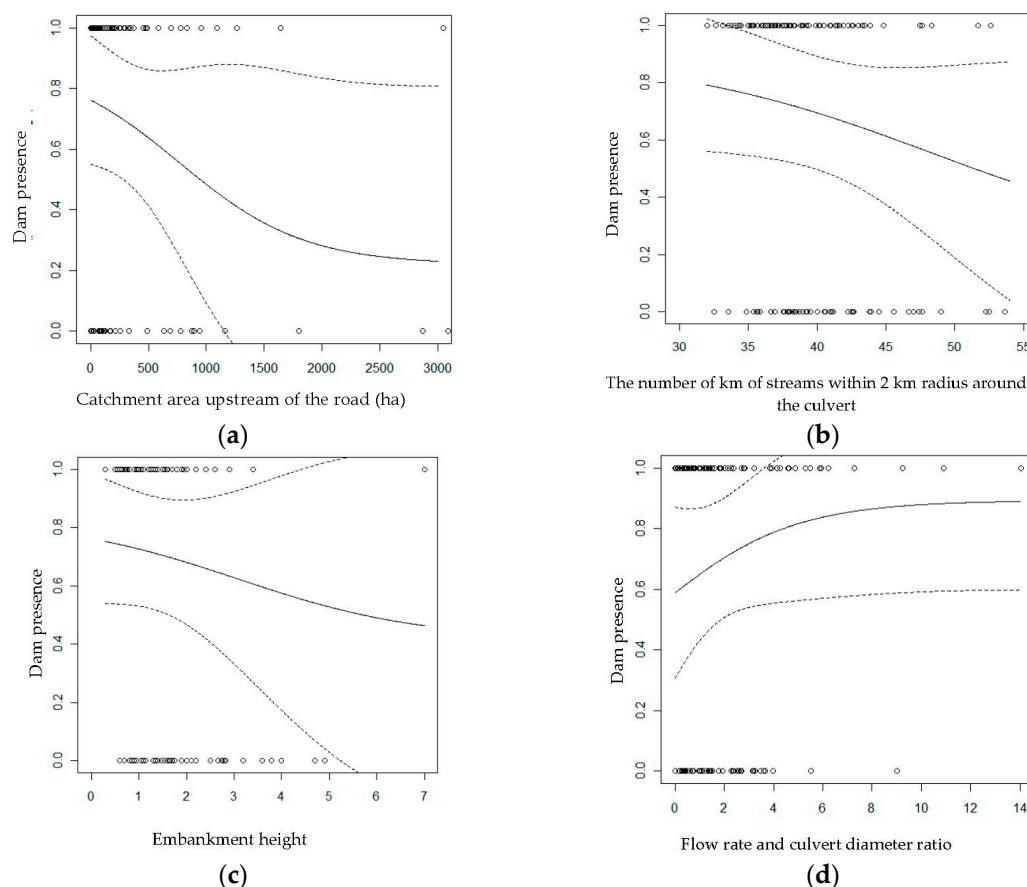 Dam presence
0.0 0.2 0.4 0.6 0.8 1.0
0 500 1000 1500 2000 2500 3000
Catchment area upstream of the road (ha)
(a)
Dam presence
0.0 0.2 0.4 0.6 0.8 1.0
30 35 40 45 50 55
The number of km of streams within 2 km radius around
the culvert
(b)
Dam presence
0.0 0.2 0.4 0.6 0.8 1.0
0 1 2 3 4 5 6 7
Embankment height
(c)
Dam presence
0.0 0.2 0.4 0.6 0.8 1.0
0 2 4 6 8 10 12 14
Flow rate and culvert diameter ratio
(d)